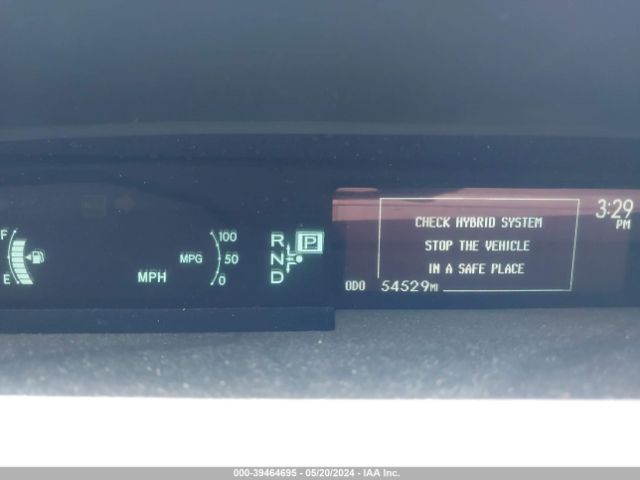 F
E
MPH
MPG
100
50
0
R
N
D
P
CHECK HYBRID SYSTEM
STOP THE VEHICLE
IN A SAFE PLACE
3:29
PM
ODO 54529MI
000-39464695 - 05/20/2024 - IAA Inc.